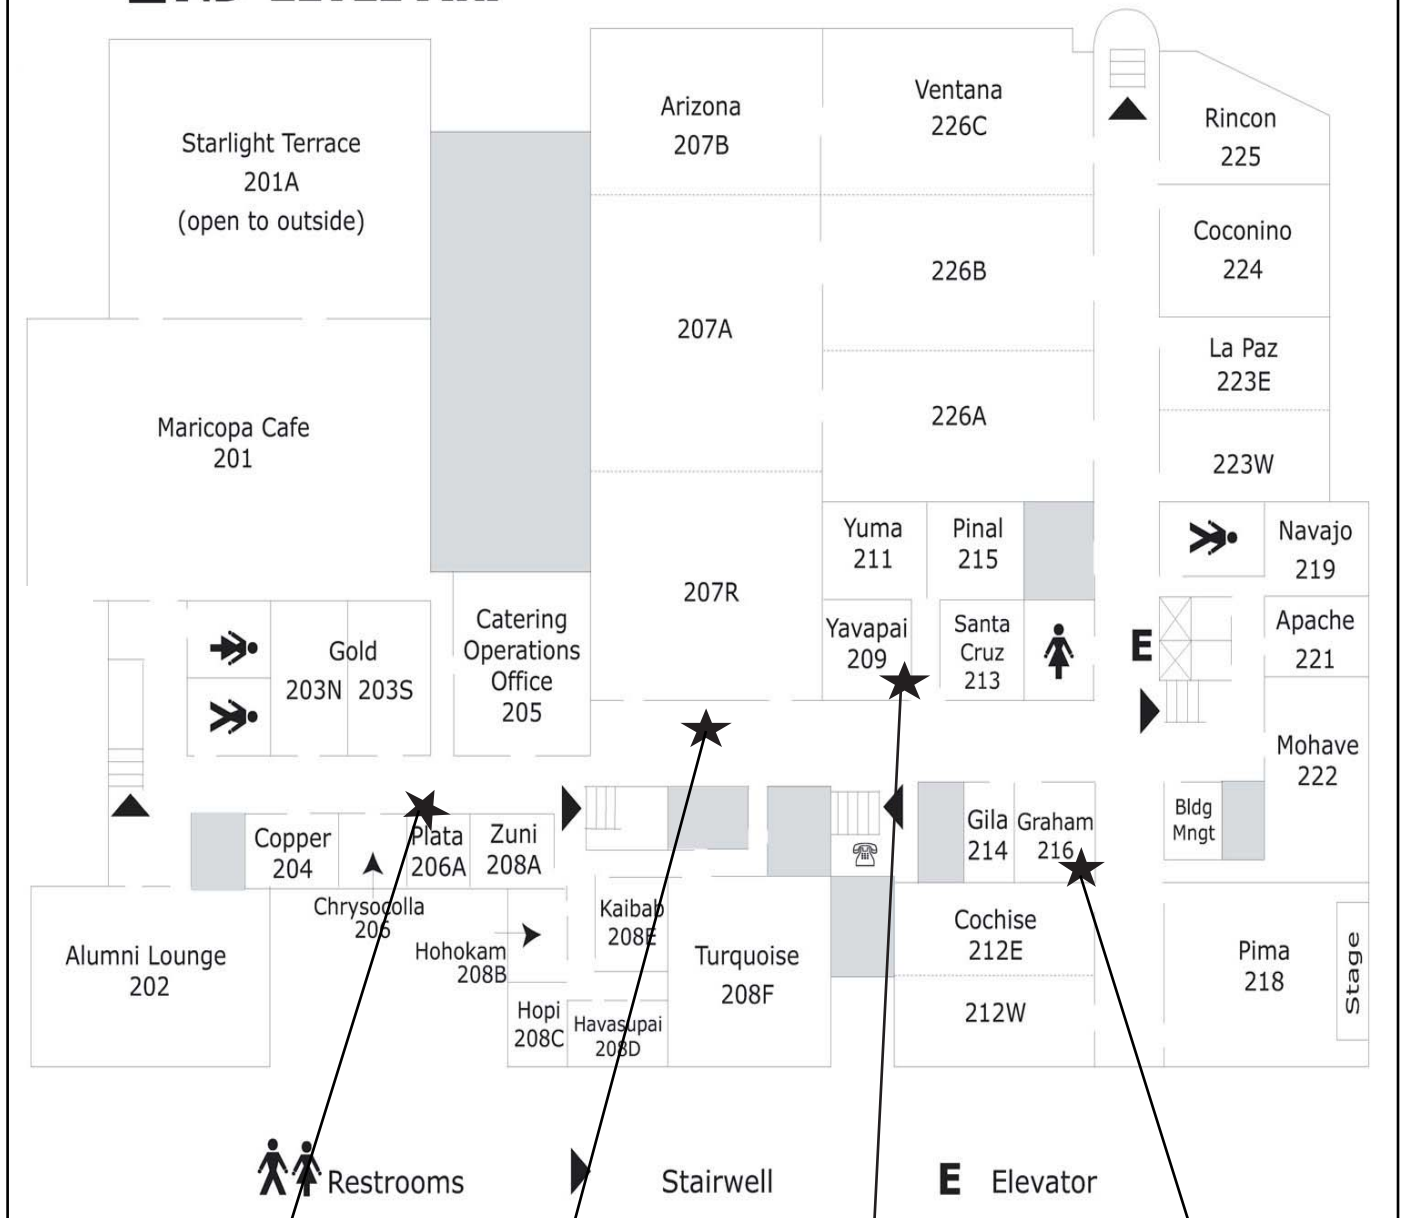 Starlight Terrace
201A
(open to outside)
Arizona
207B
Ventana
226C
Rincon
225
Coconino
224
226B
207A
La Paz
223E
226A
Maricopa Cafe
201
223W
Yuma
211
Pinal
215
Navajo
219
207R
Catering
Operations
Office
205
Yavapai
209
Santa
Cruz
213
E
Apache
221
Gold
203N 203S
Mohave
222
Copper
204
Plata
206A
Zuni
208A
Gila
214
Graham
216
Bldg
Mngt
Chrysocolla
206
Hohokam
208B
Kaibab
208E
Cochise
212E
Alumni Lounge
202
Turquoise
208F
Pima
218
Stage
Hopi
208C
Havasupai
208D
212W
Restrooms
Stairwell
E Elevator